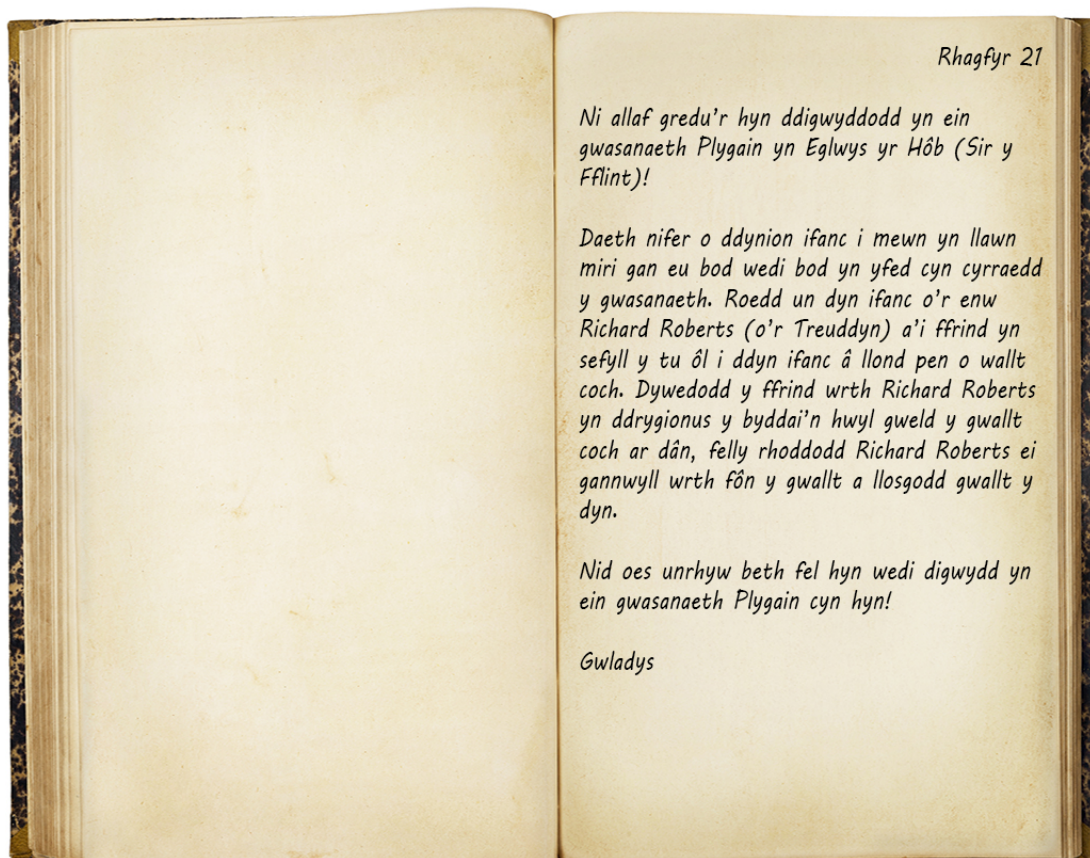 Rhagfyr 21
Ni allaf gredu'r hyn ddigwyddodd yn ein
gwasanaeth Plygain yn Eglwys yr Hôb (Sir y
Fflint)!
Daeth nifer o ddynion ifanc i mewn yn llawn
miri gan eu bod wedi bod yn yfed cyn cyrraedd
y gwasanaeth. Roedd un dyn ifanc o'r enw
Richard Roberts (o'r Treuddyn) a'i ffrind yn
sefyll y tu ôl i ddyn ifanc â llond pen o wallt
coch. Dywedodd y ffrind wrth Richard Roberts
yn ddrygionus y byddai'n hwyl gweld y gwallt
coch ar dân, felly rhoddodd Richard Roberts ei
gannwyll wrth fôn y gwallt a llosgodd gwallt y
dyn.
Nid oes unrhyw beth fel hyn wedi digwydd yn
ein gwasanaeth Plygain cyn hyn!
Gwladys